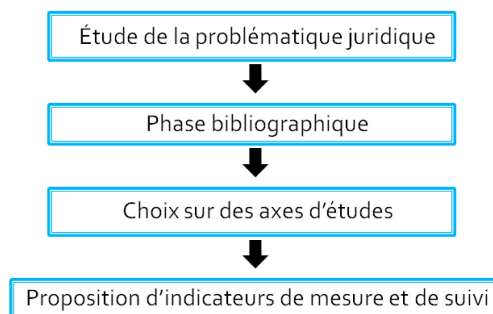 Étude de la problématique juridique
Phase bibliographique
Choix sur des axes d’études
Proposition d’indicateurs de mesure et de suivi